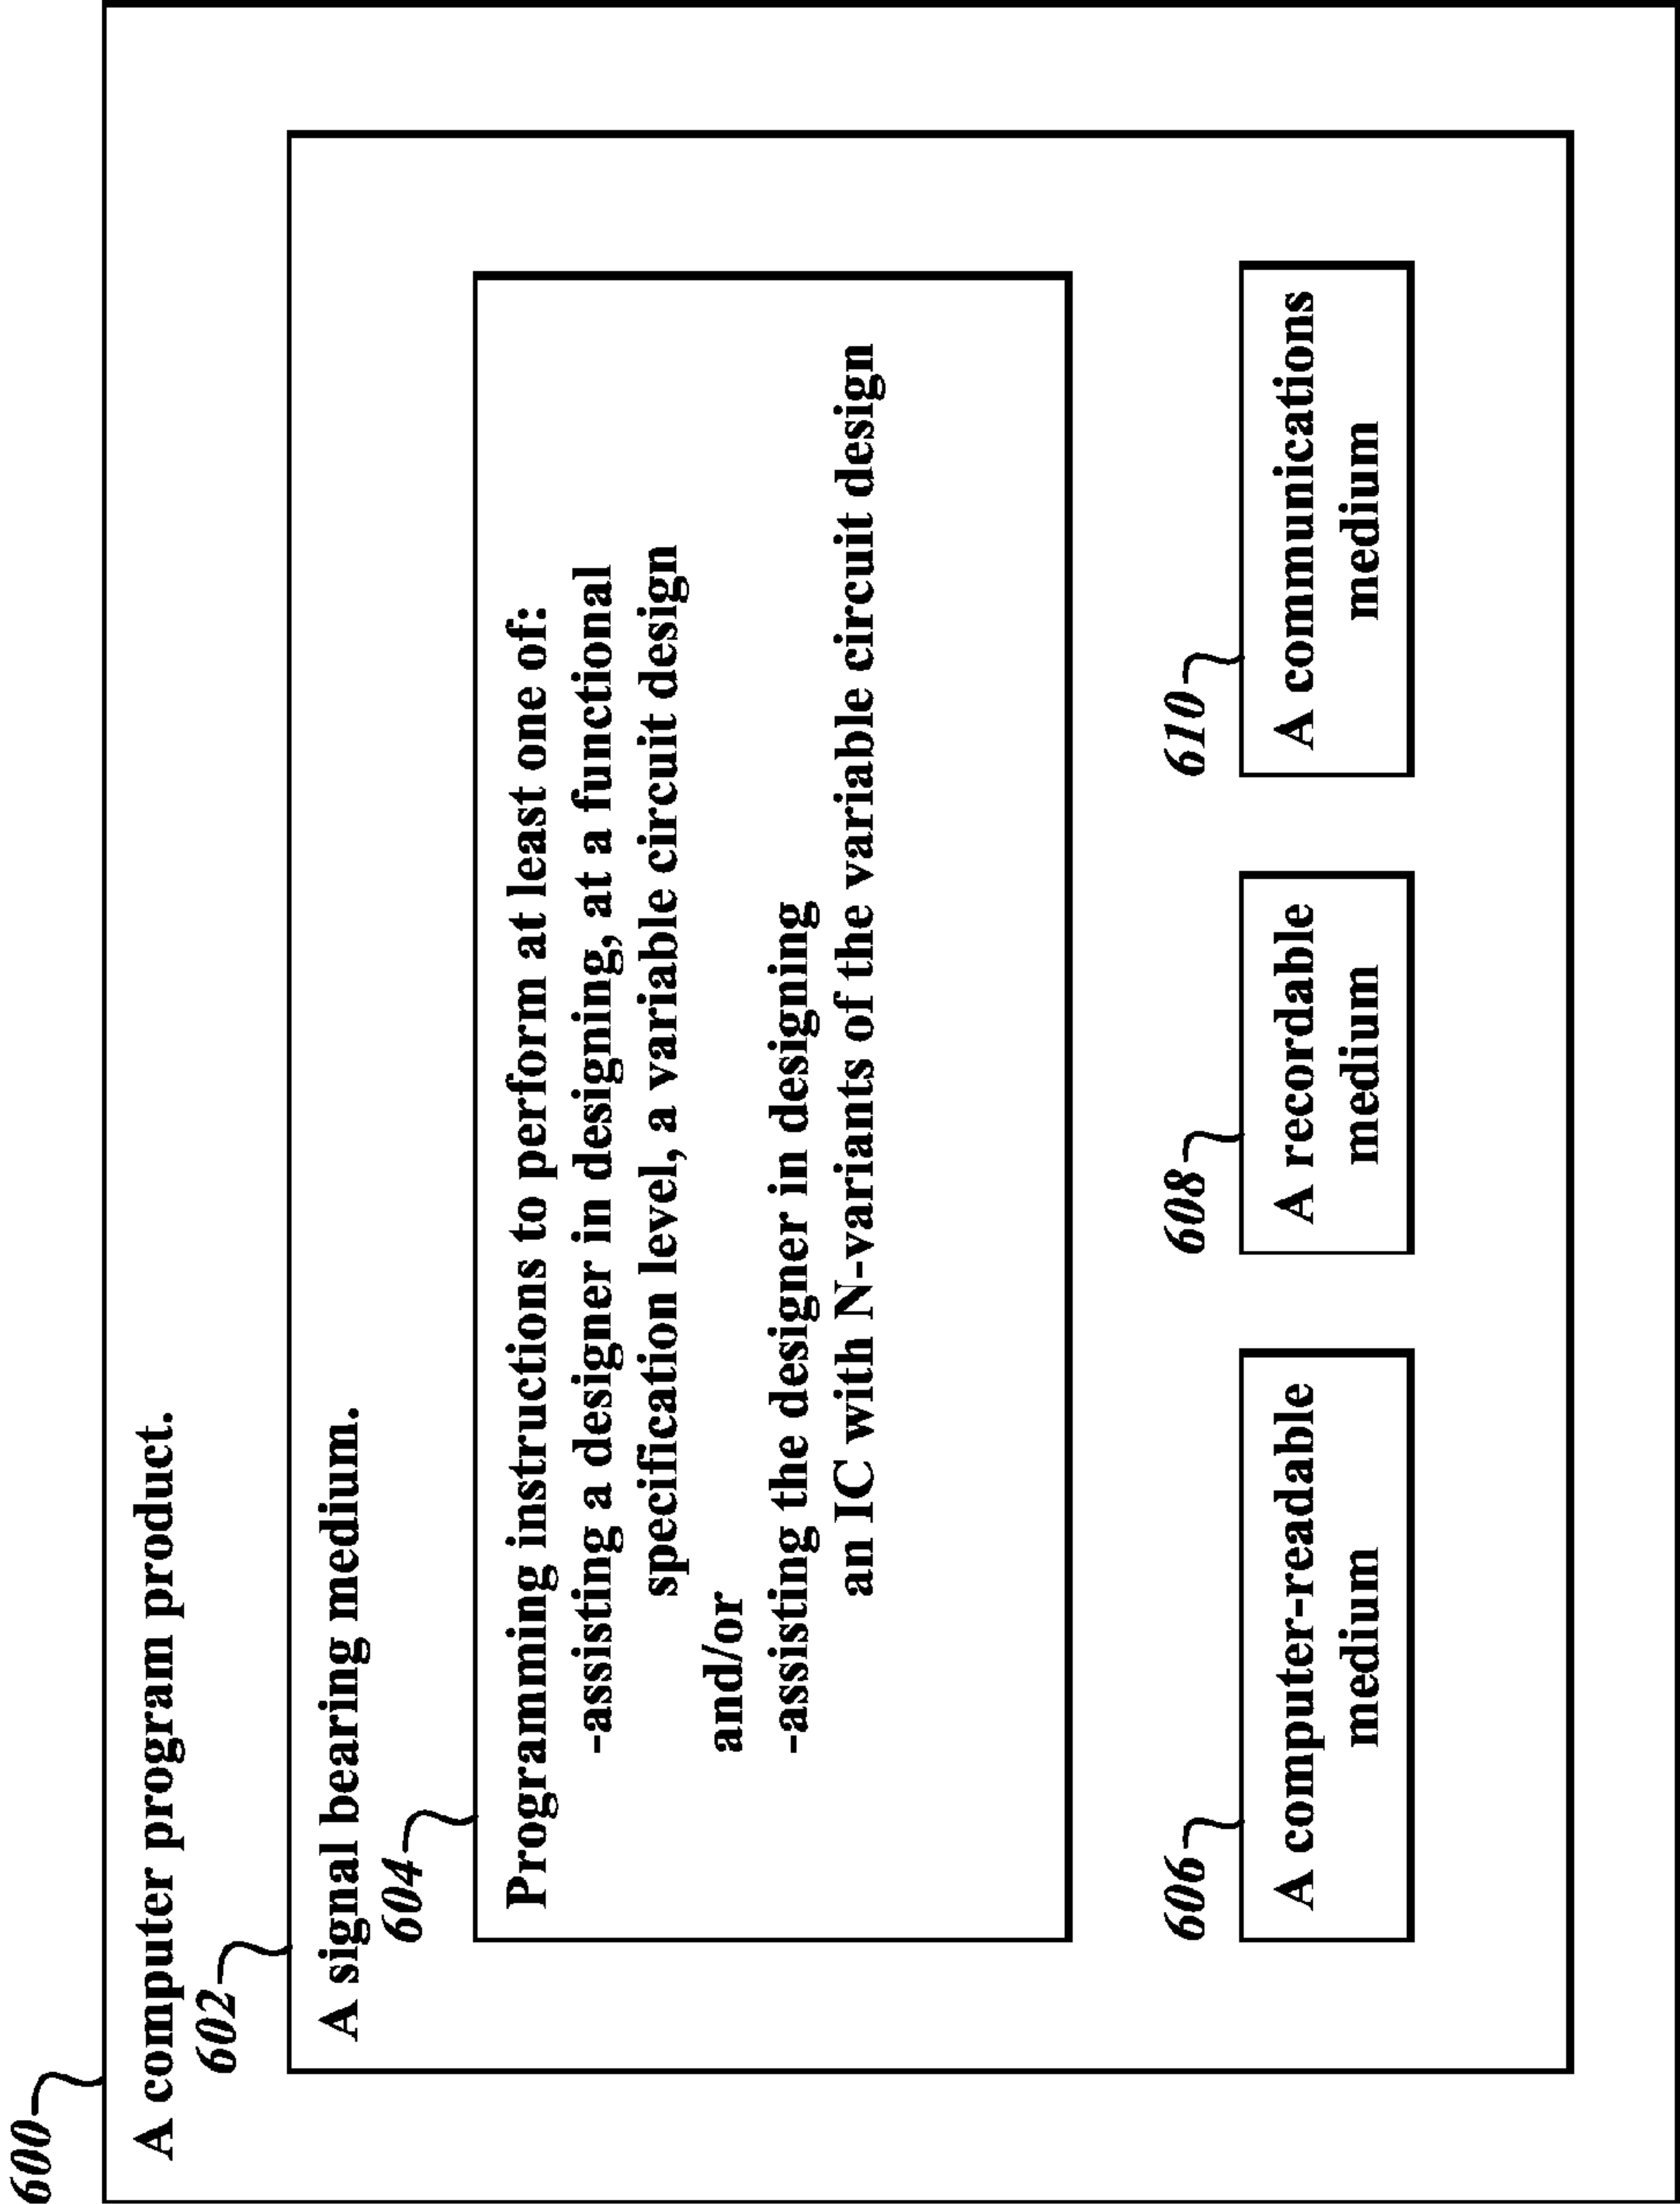 600
A computer program product.
602
A signal bearing medium.
604
Programming instructions to perform at least one of:
-assisting a designer in designing, at a functional
specification level, a variable circuit design
and/or
-assisting the designer in designing
an IC with N-variants of the variable circuit design
606
A computer-readable
medium
608
A recordable
medium
610
A communications
medium